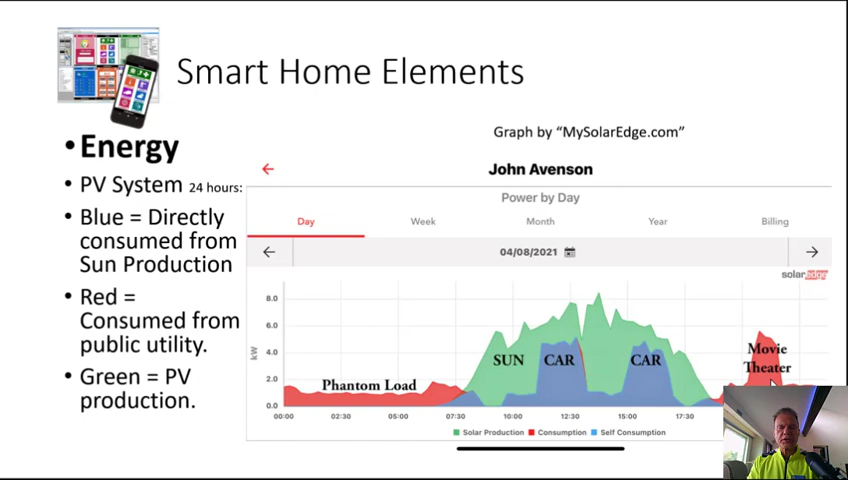 Smart Home Elements
• Energy
• PV System 24 hours:
• Blue = Directly
consumed from
Sun Production
• Red =
Consumed from
public utility.
• Green = PV
production.
Graph by “MySolarEdge.com”
John Avenson
Power by Day
Day Week Month Year Billing
04/08/2021
solaredge
kW
8.0
6.0
4.0
2.0
0.0
Phantom Load
SUN
CAR
CAR
Movie
Theater
00:00 02:30 05:00 07:30 10:00 12:30 15:00 17:30
Solar Production Consumption Self Consumption